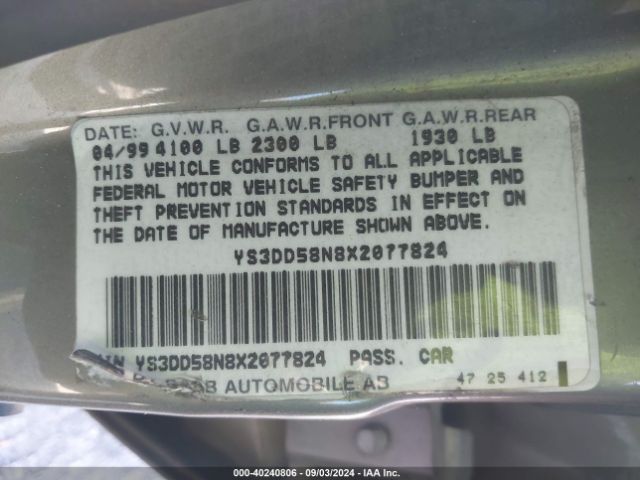 DATE: G.V.W.R. G.A.W.R.FRONT G.A.W.R.REAR
04/99 4100 LB 2300 LB 1930 LB
THIS VEHICLE CONFORMS TO ALL APPLICABLE
FEDERAL MOTOR VEHICLE SAFETY BUMPER AND
THEFT PREVENTION STANDARDS IN EFFECT ON
THE DATE OF MANUFACTURE SHOWN ABOVE.
YS3DD58N8X2077824
YS3DD58N8X2077824 PASS. CAR
AUTOMOBILE AB 47 25 412
000-40240806 - 09/03/2024 - IAA Inc.